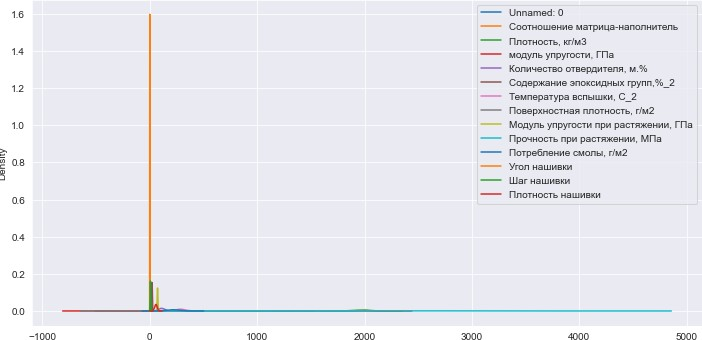 1.6
1.4
1.2
1.0
0.8
0.6
0.4
0.2
0.0
Density
−1000
0
1000
2000
3000
4000
5000
Unnamed: 0
Соотношение матрица-наполнитель
Плотность, кг/м3
модуль упругости, ГПа
Количество отвердителя, м.%
Содержание эпоксидных групп,%_2
Температура вспышки, С_2
Поверхностная плотность, г/м2
Модуль упругости при растяжении, ГПа
Прочность при растяжении, МПа
Потребление смолы, г/м2
Угол нашивки
Шаг нашивки
Плотность нашивки